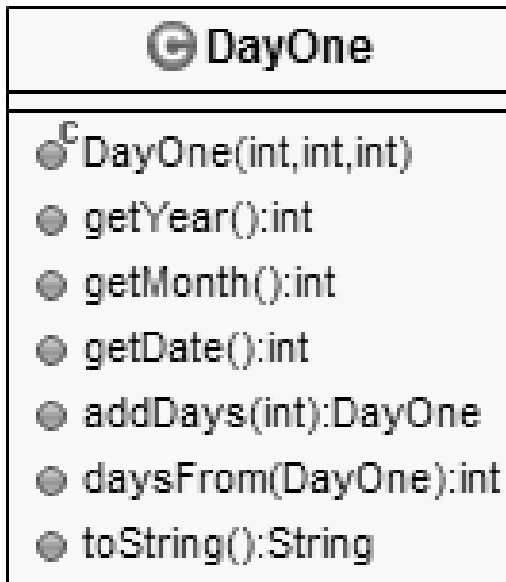 C DayOne
C DayOne(int,int,int)
getYear():int
getMonth():int
getDate():int
addDays(int):DayOne
daysFrom(DayOne):int
toString():String